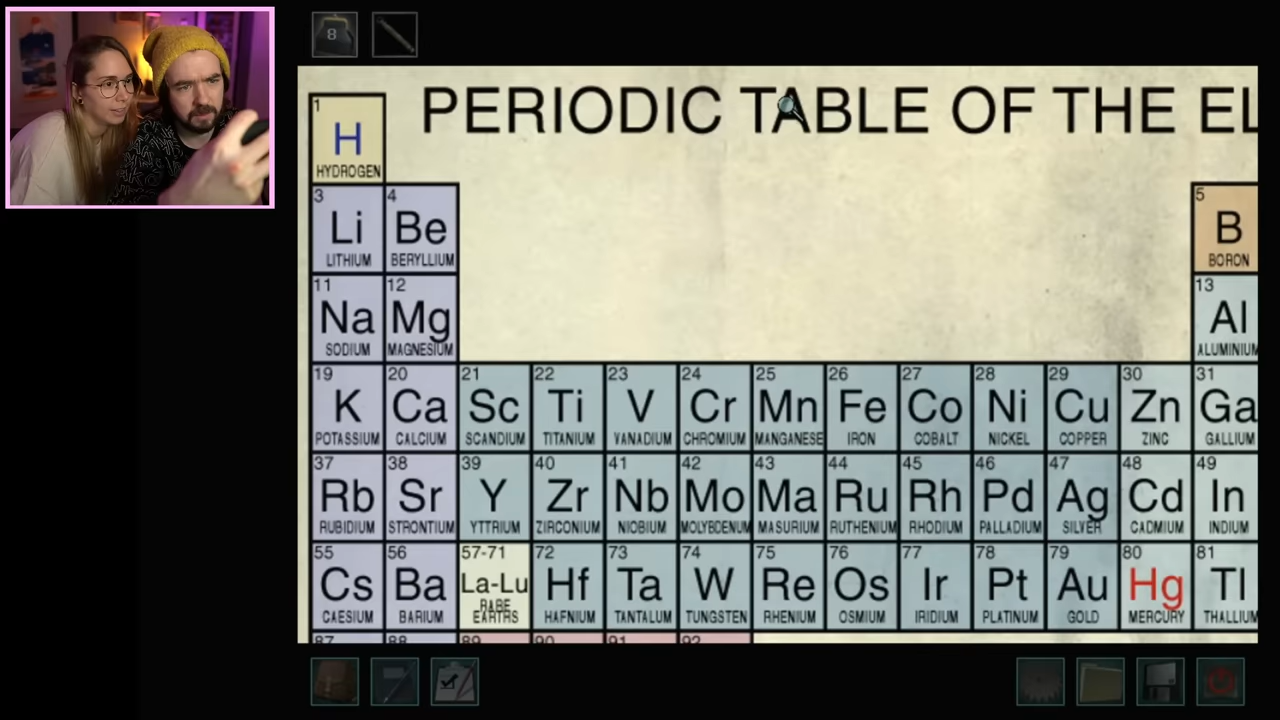 8
PERIODIC TABLE OF THE EL
1
H
HYDROGEN
3 4 5
Li Be B
LITHIUM BERYLLIUM BORON
11 12 13
Na Mg Al
SODIUM MAGNESIUM ALUMINIUM
19 20 21 22 23 24 25 26 27 28 29 30 31
K Ca Sc Ti V Cr Mn Fe Co Ni Cu Zn Ga
POTASSIUM CALCIUM SCANDIUM TITANIUM VANADIUM CHROMIUM MANGANESE IRON COBALT NICKEL COPPER ZINC GALLIUM
37 38 39 40 41 42 43 44 45 46 47 48 49
Rb Sr Y Zr Nb Mo Ma Ru Rh Pd Ag Cd In
RUBIDIUM STRONTIUM YTTRIUM ZIRCONIUM NIOBIUM MOLYBDENUM MASURIUM RUTHENIUM RHODIUM PALLADIUM SILVER CADMIUM INDIUM
55 56 57-71 72 73 74 75 76 77 78 79 80 81
Cs Ba La-Lu Hf Ta W Re Os Ir Pt Au Hg Tl
CAESIUM BARIUM RARE EARTHS HAFNIUM TANTALUM TUNGSTEN RHENIUM OSMIUM IRIDIUM PLATINUM GOLD MERCURY THALLIUM
87 88 89 90 91 92